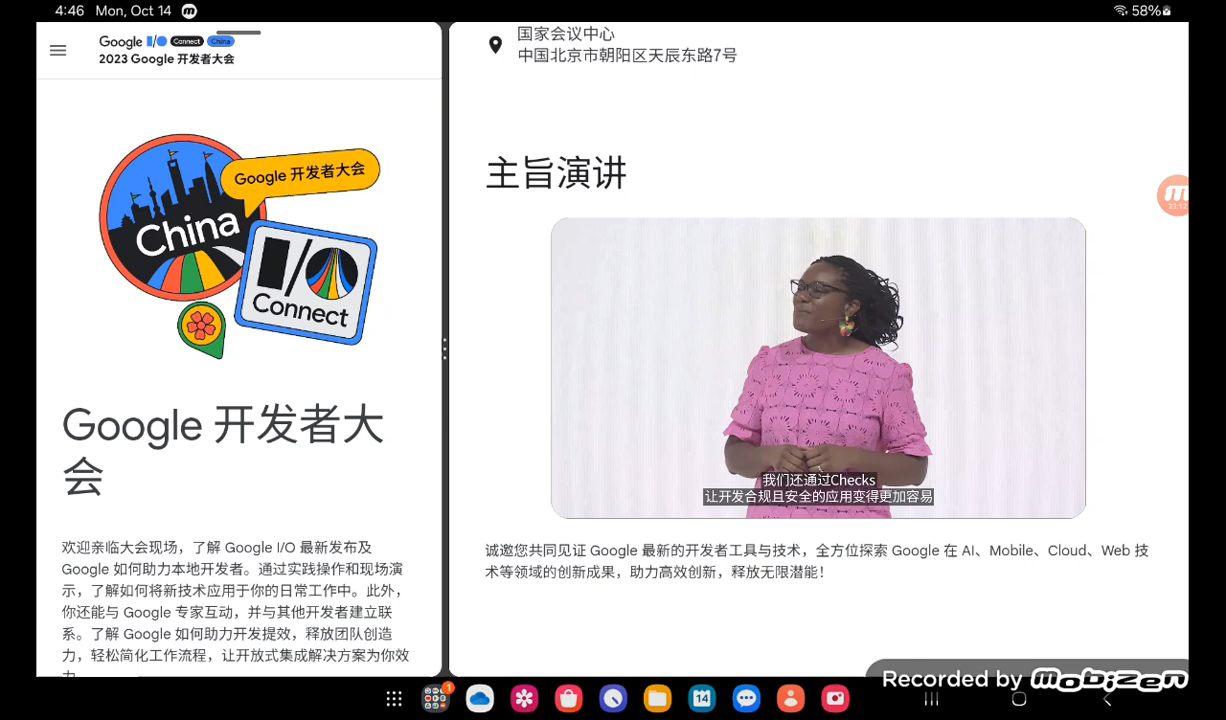 4:46 Mon, Oct 14
58%
Google I/O Connect China
2023 Google 开发者大会
China
Google 开发者大会
I/O
Connect
Google 开发者大
会
欢迎亲临大会现场，了解 Google I/O 最新发布及
Google 如何助力本地开发者。通过实践操作和现场演
示，了解如何将新技术应用于你的日常工作中。此外，
你还能与 Google 专家互动，并与其他开发者建立联
系。了解 Google 如何助力开发提效，释放团队创造
力，轻松简化工作流程，让开放式集成解决方案为你效
力。
国家会议中心
中国北京市朝阳区天辰东路7号
主旨演讲
我们还通过Checks
让开发合规且安全的应用变得更加容易
诚邀您共同见证 Google 最新的开发者工具与技术，全方位探索 Google 在 AI、Mobile、Cloud、Web 技
术等领域的创新成果，助力高效创新，释放无限潜能！
23:12
1
14
Recorded by mobizen